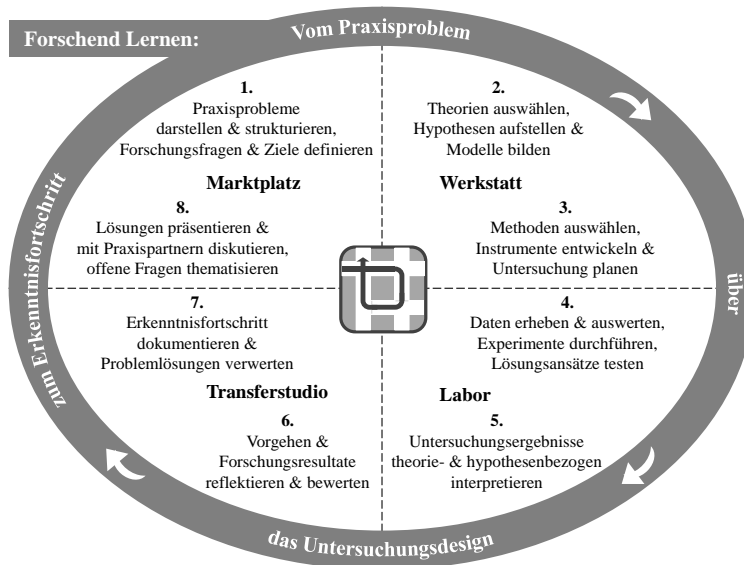 Forschend Lernen:
Vom Praxisproblem
1.
Praxisprobleme
darstellen & strukturieren,
Forschungsfragen & Ziele definieren
2.
Theorien auswählen,
Hypothesen aufstellen &
Modelle bilden
Marktplatz
Werkstatt
8.
Lösungen präsentieren &
mit Praxispartnern diskutieren,
offene Fragen thematisieren
3.
Methoden auswählen,
Instrumente entwickeln &
Untersuchung planen
über
7.
Erkenntnisfortschritt
dokumentieren &
Problemlösungen verwerten
4.
Daten erheben & auswerten,
Experimente durchführen,
Lösungsansätze testen
Transferstudio
Labor
6.
Vorgehen &
Forschungsresultate
reflektieren & bewerten
5.
Untersuchungsergebnisse
theorie- & hypothesenbezogen
interpretieren
das Untersuchungsdesign
zum Erkenntnisfortschritt